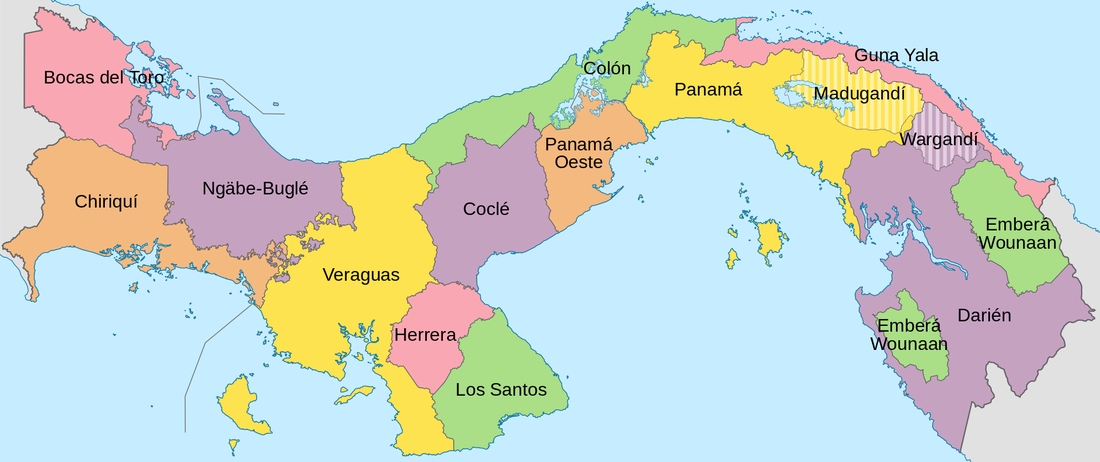 Bocas del Toro
Colón
Guna Yala
Panamá
Madugandí
Wargandí
Panamá
Oeste
Ngäbe-Buglé
Chiriquí
Coclé
Emberá
Wounaan
Veraguas
Darién
Herrera
Emberá
Wounaan
Los Santos